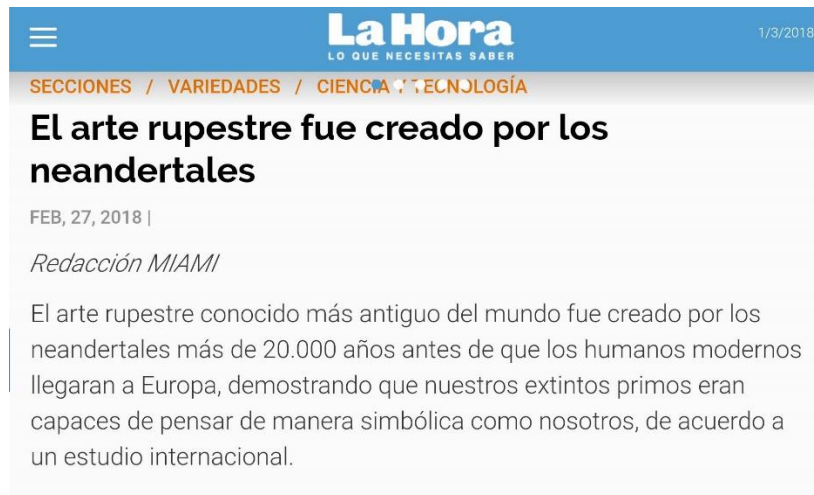 La Hora
LO QUE NECESITAS SABER
1/3/2018
SECCIONES / VARIEDADES / CIENCIA Y TECNOLOGÍA
El arte rupestre fue creado por los
neandertales
FEB, 27, 2018 |
Redacción MIAMI
El arte rupestre conocido más antiguo del mundo fue creado por los
neandertales más de 20.000 años antes de que los humanos modernos
llegaran a Europa, demostrando que nuestros extintos primos eran
capaces de pensar de manera simbólica como nosotros, de acuerdo a
un estudio internacional.